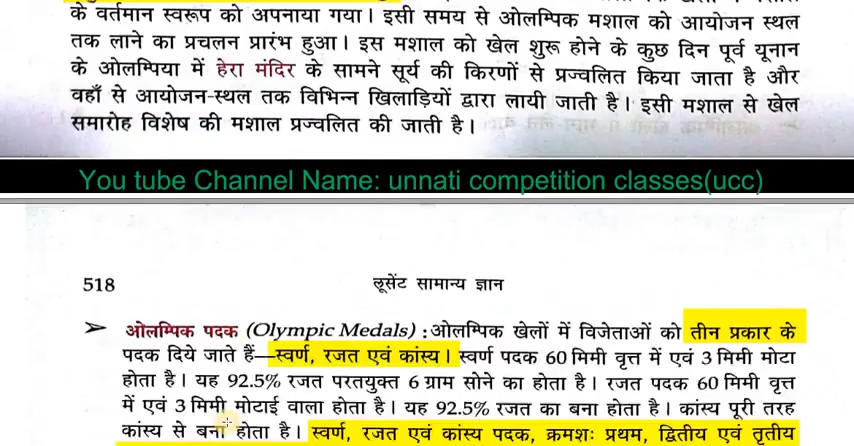 के वर्तमान स्वरूप को अपनाया गया। इसी समय से ओलम्पिक मशाल को आयोजन स्थल
तक लाने का प्रचलन प्रारंभ हुआ। इस मशाल को खेल शुरू होने के कुछ दिन पूर्व यूनान
के ओलम्पिया में हेरा मंदिर के सामने सूर्य की किरणों से प्रज्वलित किया जाता है और
वहाँ से आयोजन-स्थल तक विभिन्न खिलाड़ियों द्वारा लायी जाती है। इसी मशाल से खेल
समारोह विशेष की मशाल प्रज्वलित की जाती है।
You tube Channel Name: unnati competition classes(ucc)
518 लूसेंट सामान्य ज्ञान
➢ ओलम्पिक पदक (Olympic Medals) : ओलम्पिक खेलों में विजेताओं को तीन प्रकार के
पदक दिये जाते हैं—स्वर्ण, रजत एवं कांस्य। स्वर्ण पदक 60 मिमी वृत्त में एवं 3 मिमी मोटा
होता है। यह 92.5% रजत परतयुक्त 6 ग्राम सोने का होता है। रजत पदक 60 मिमी वृत्त
में एवं 3 मिमी मोटाई वाला होता है। यह 92.5% रजत का बना होता है। कांस्य पूरी तरह
कांस्य से बना होता है। स्वर्ण, रजत एवं कांस्य पदक, क्रमशः प्रथम, द्वितीय एवं तृतीय